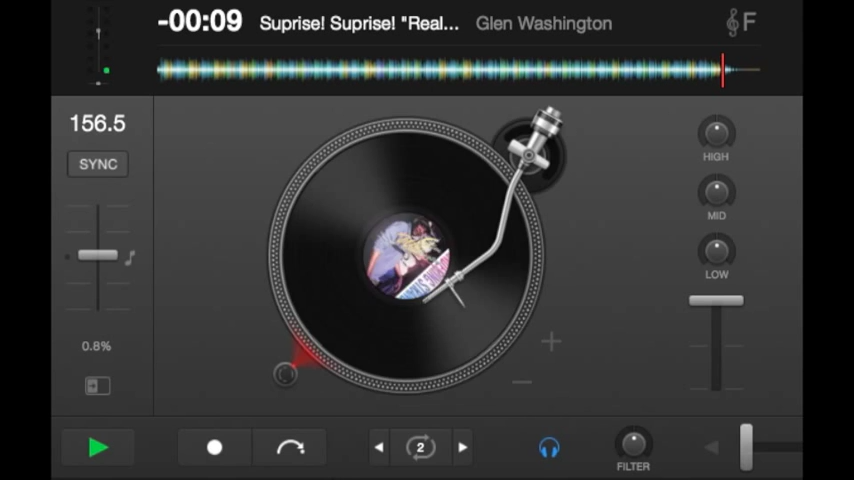 -00:09 Suprise! Suprise! "Real... Glen Washington F
156.5
SYNC
HIGH
MID
LOW
0.8%
2
FILTER